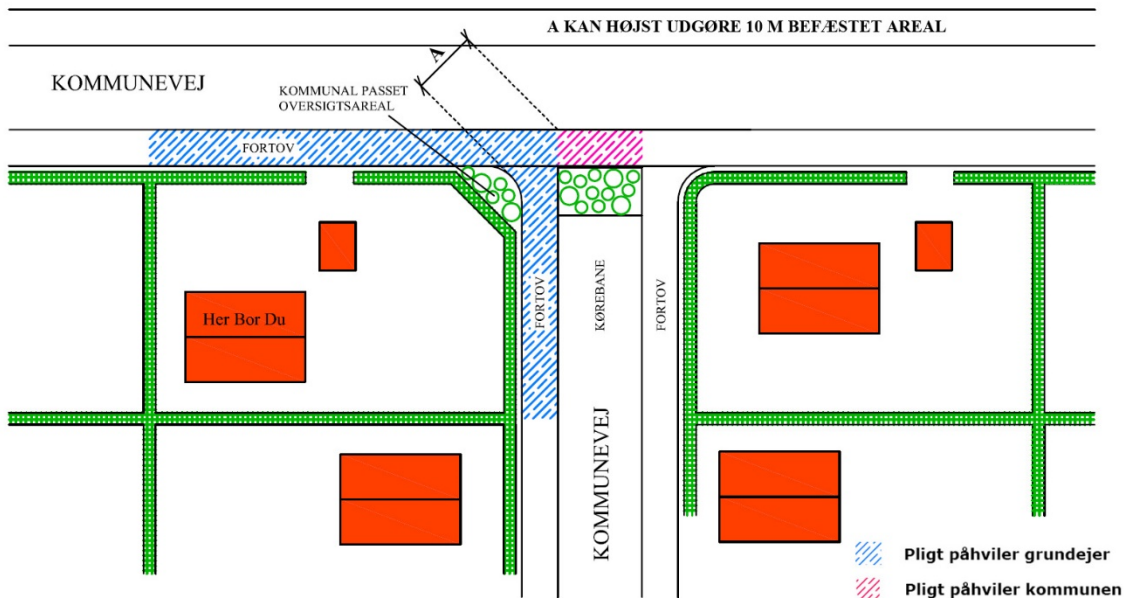 A KAN HØJST UDGØRE 10 M BEFÆSTET AREAL
A
KOMMUNEVEJ
KOMMUNAL PASSET
OVERSIGTSAREAL
FORTOV
FORTOV
KØREBANE
FORTOV
Her Bor Du
KOMMUNEVEJ
Pligt påhviler grundejer
Pligt påhviler kommunen